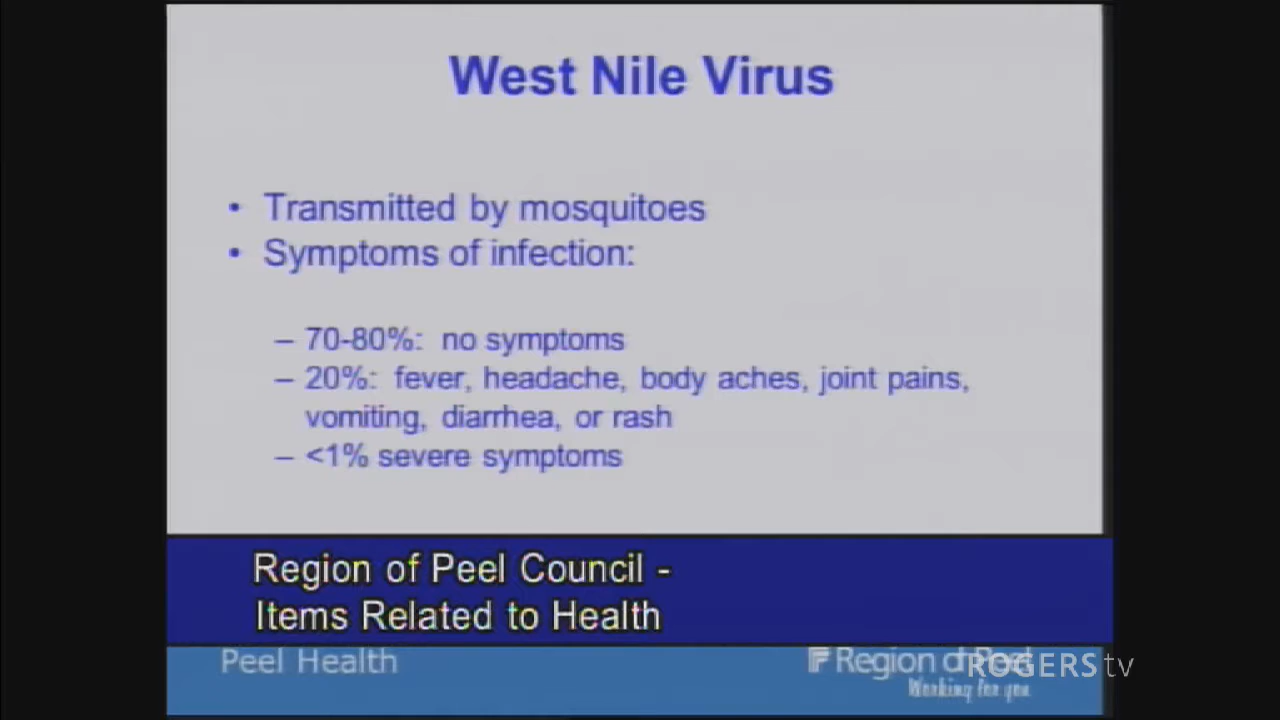 West Nile Virus
• Transmitted by mosquitoes
• Symptoms of infection:
– 70-80%: no symptoms
– 20%: fever, headache, body aches, joint pains,
vomiting, diarrhea, or rash
– <1% severe symptoms
Region of Peel Council -
Items Related to Health
Peel Health
Region of Peel
ROGERS tv
Working for you